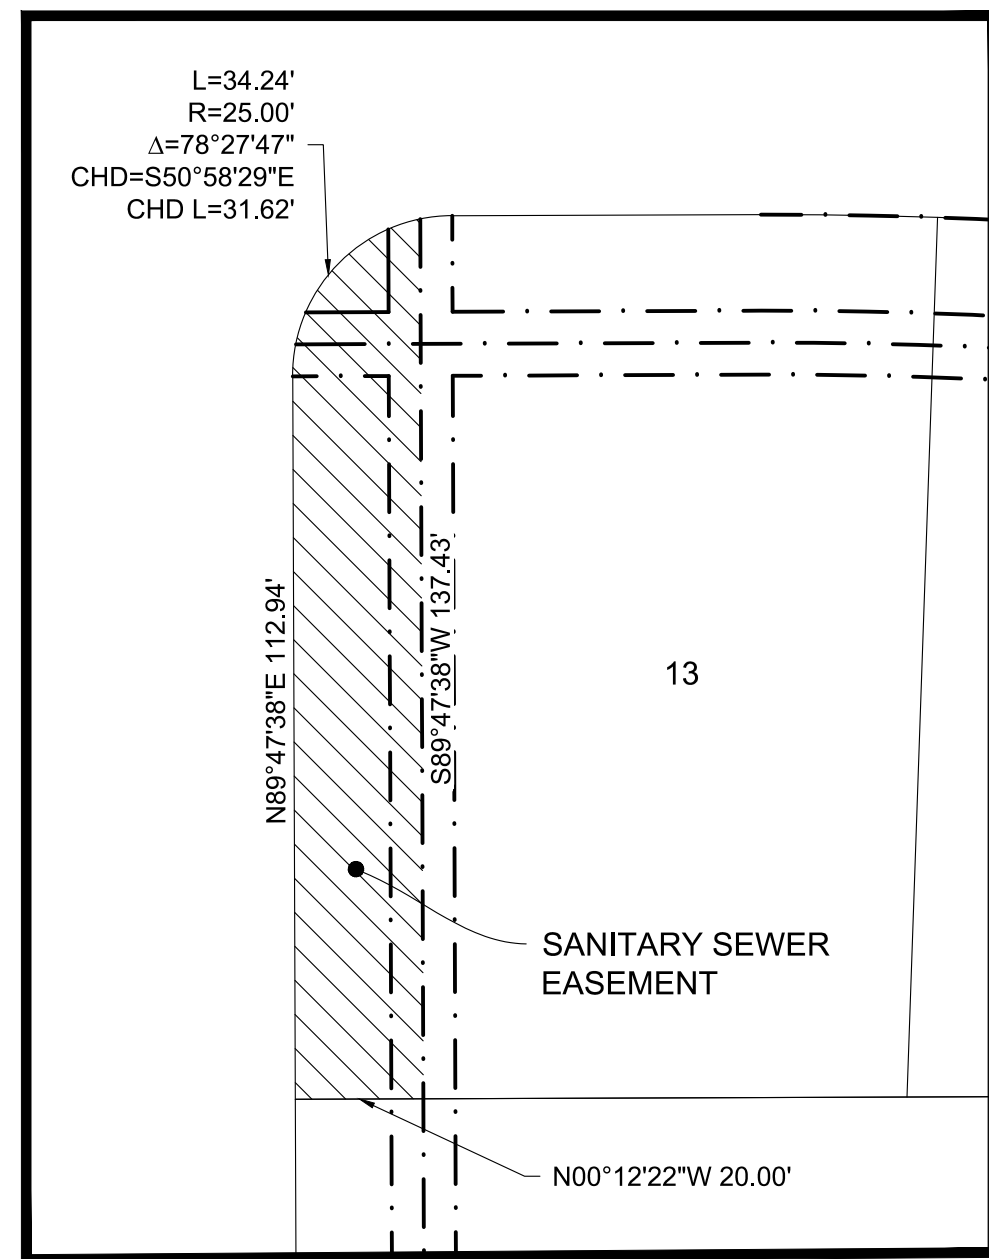 L=34.24'
R=25.00'
Δ=78°27'47"
CHD=S50°58'29"E
CHD L=31.62'
N89°47'38"E 112.94'
S89°47'38"W 137.43'
13
SANITARY SEWER
EASEMENT
N00°12'22"W 20.00'